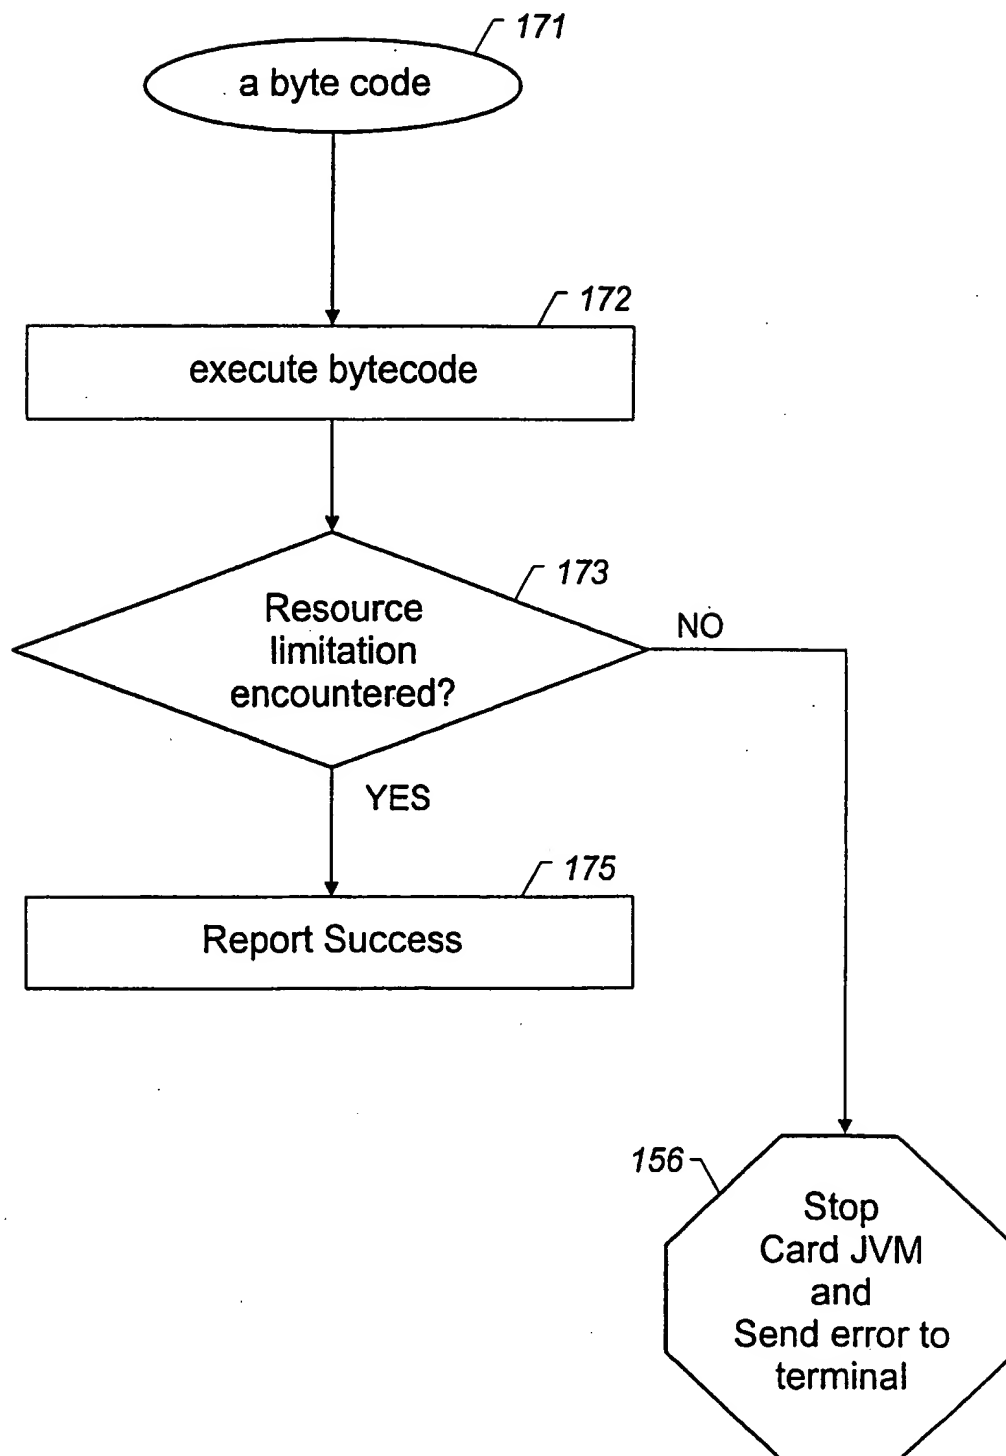 171
a byte code
172
execute bytecode
173
Resource
limitation
encountered?
NO
YES
175
Report Success
156
Stop
Card JVM
and
Send error to
terminal